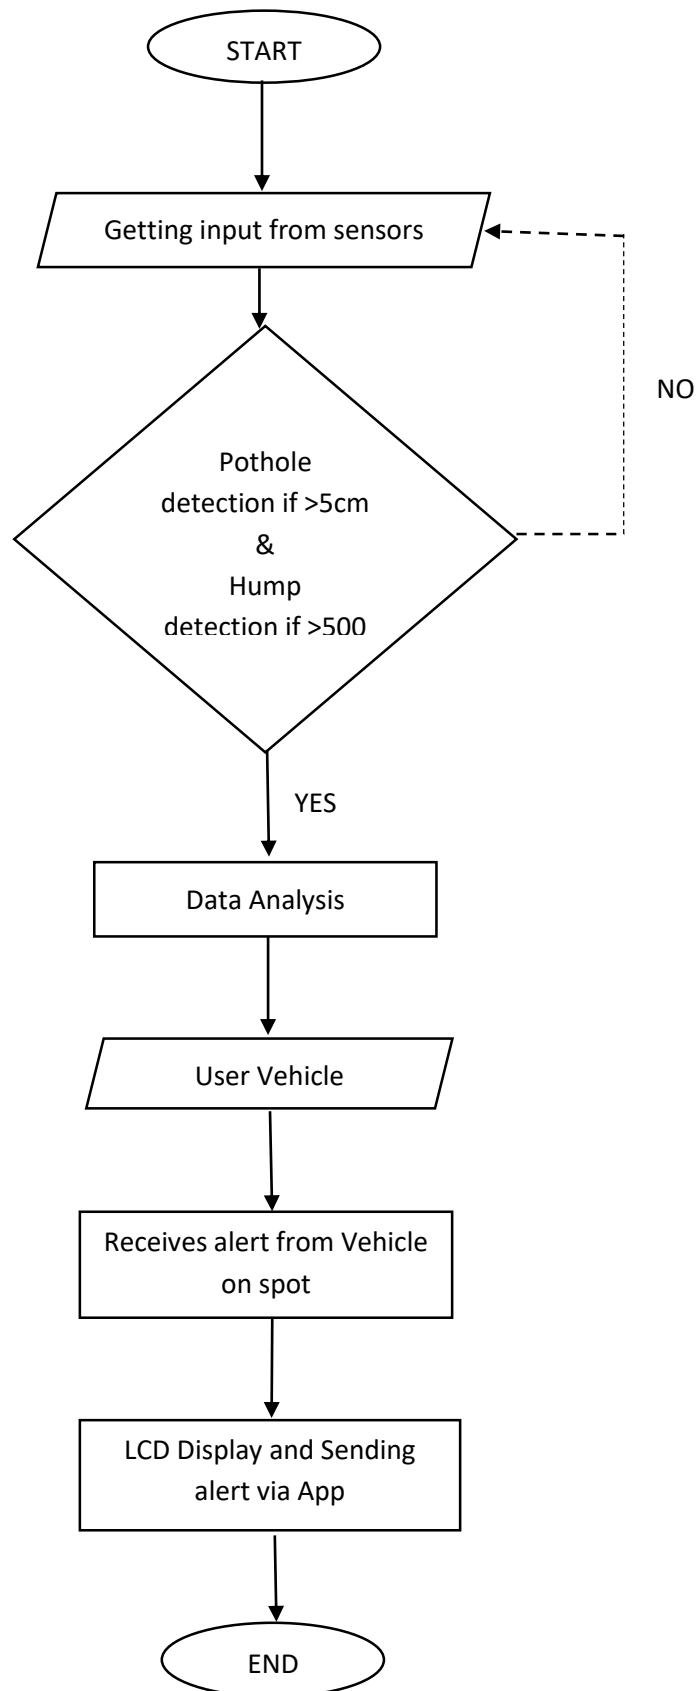 START
Getting input from sensors
NO
Pothole
detection if >5cm
&
Hump
detection if >500
YES
Data Analysis
User Vehicle
Receives alert from Vehicle
on spot
LCD Display and Sending
alert via App
END